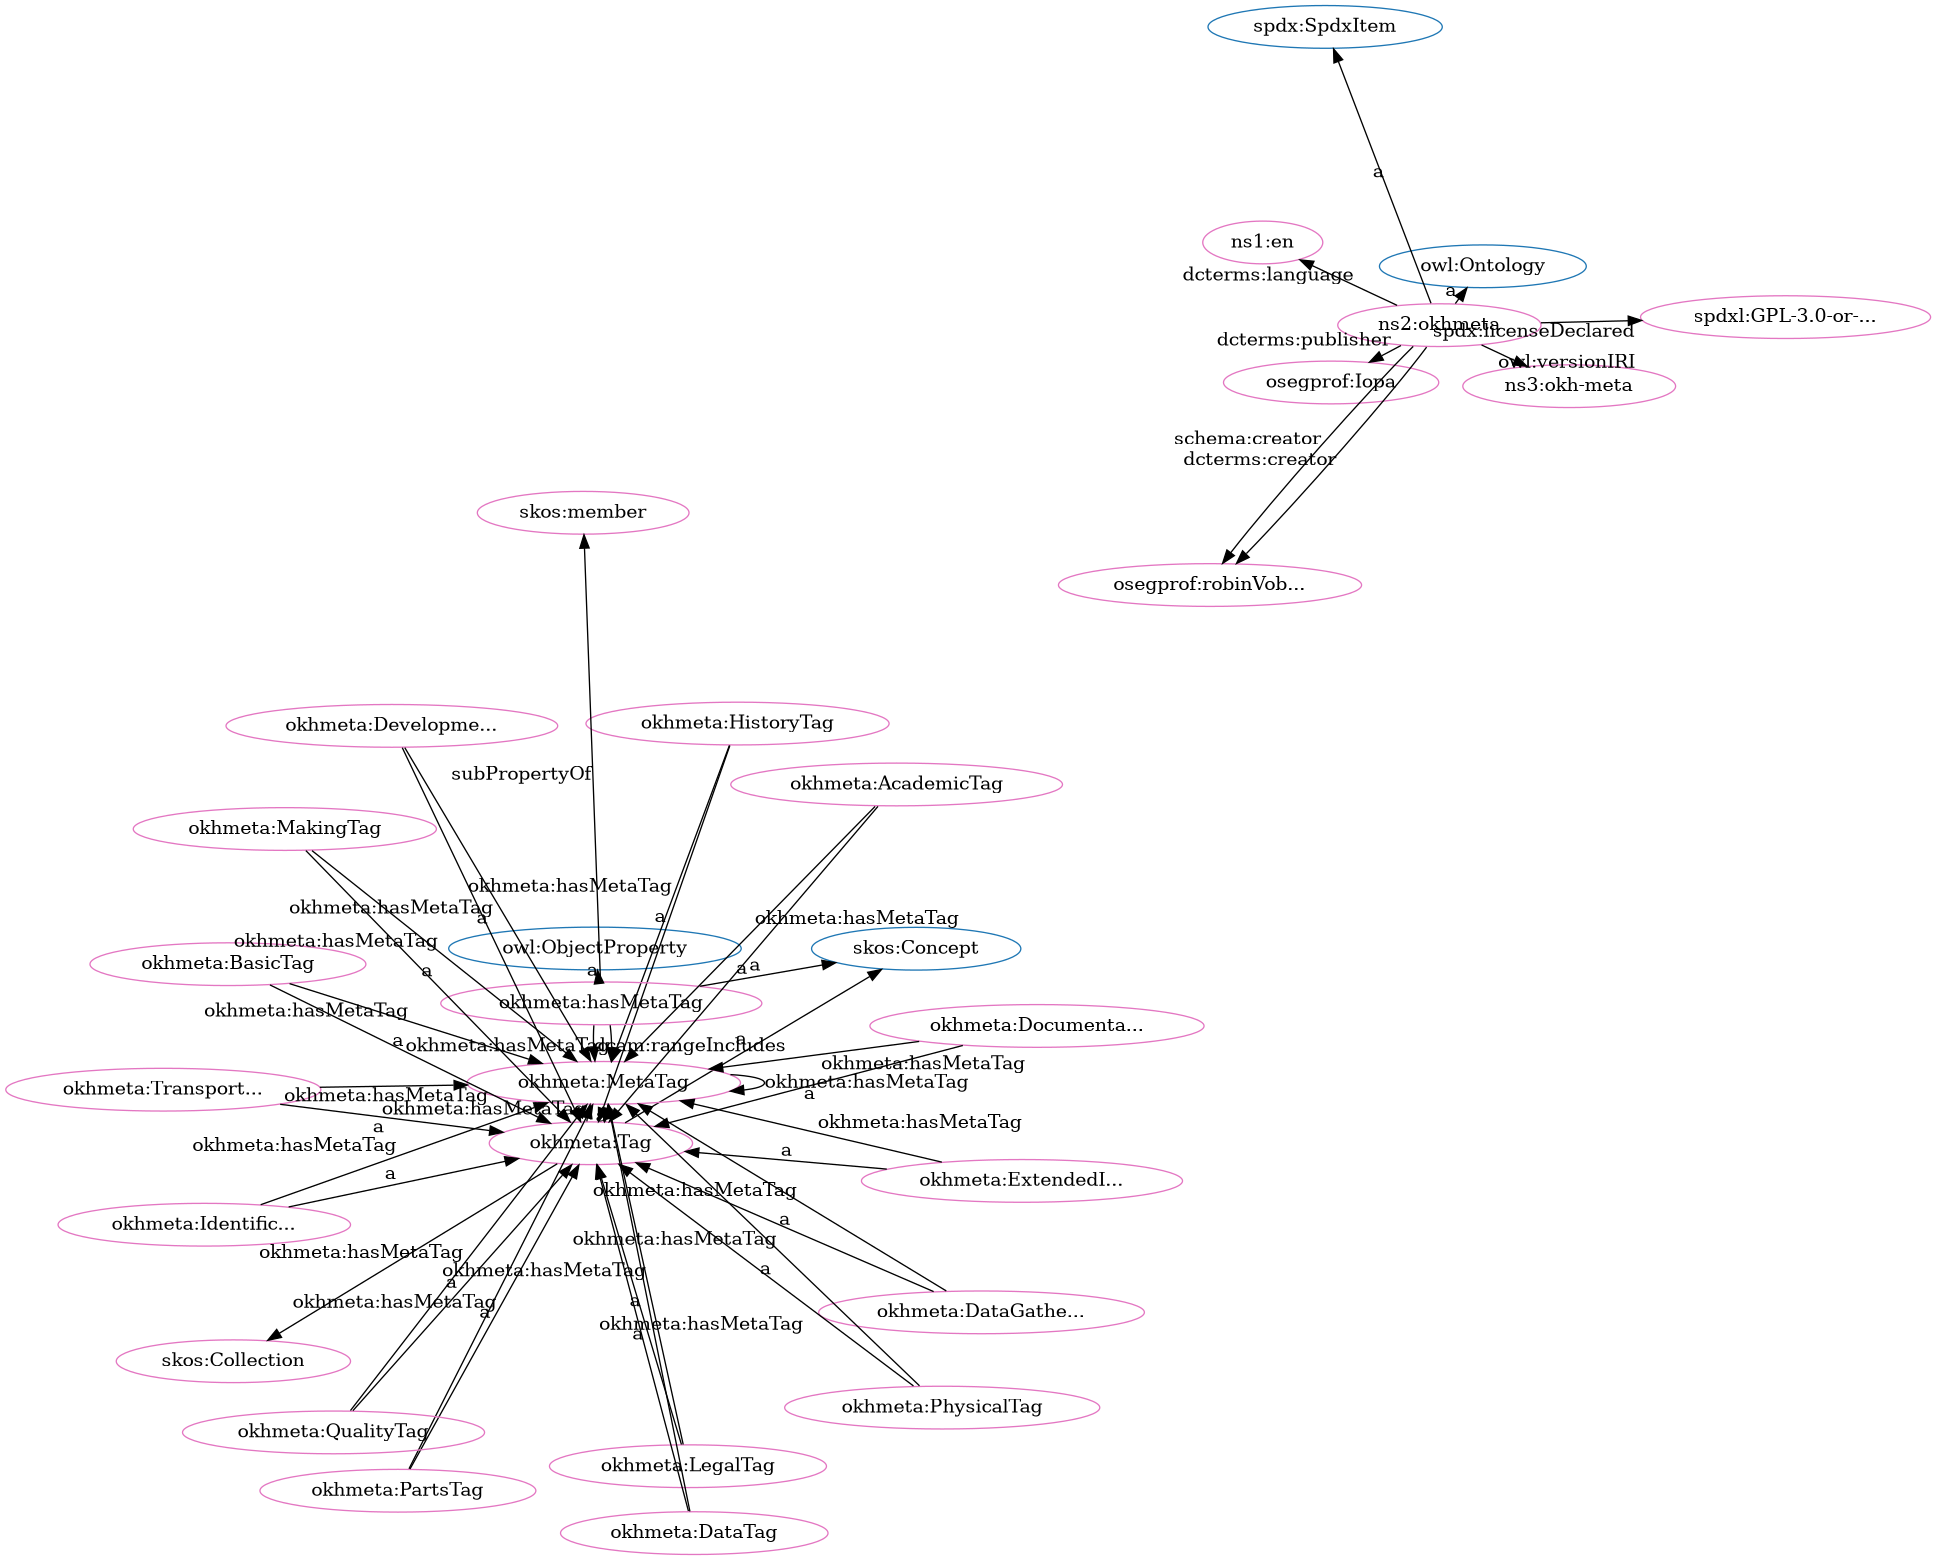 spdx:SpdxItem
a
ns1:en
owl:Ontology
dcterms:language
a
spdxl:GPL-3.0-or-...
ns2:okhmeta
spdx:licenseDeclared
dcterms:publisher
owl:versionIRI
osegprof:Iopa
ns3:okh-meta
schema:creator
dcterms:creator
skos:member
osegprof:robinVob...
okhmeta:Developme...
okhmeta:HistoryTag
subPropertyOf
okhmeta:AcademicTag
okhmeta:MakingTag
okhmeta:hasMetaTag
okhmeta:hasMetaTag
a
a
okhmeta:hasMetaTag
okhmeta:hasMetaTag
owl:ObjectProperty
skos:Concept
okhmeta:BasicTag
a
a
a
a
okhmeta:hasMetaTag
okhmeta:hasMetaTag
okhmeta:Documenta...
a
okhmeta:hasMetaTag
rangeIncludes
a
okhmeta:hasMetaTag
okhmeta:MetaTag
okhmeta:hasMetaTag
okhmeta:Transport...
okhmeta:hasMetaTag
a
okhmeta:hasMetaTag
a
okhmeta:hasMetaTag
okhmeta:hasMetaTag
okhmeta:Tag
a
a
okhmeta:ExtendedI...
okhmeta:hasMetaTag
okhmeta:Identific...
a
okhmeta:hasMetaTag
okhmeta:hasMetaTag
okhmeta:hasMetaTag
a
a
okhmeta:hasMetaTag
a
a
okhmeta:DataGathe...
okhmeta:hasMetaTag
a
skos:Collection
okhmeta:PhysicalTag
okhmeta:QualityTag
okhmeta:LegalTag
okhmeta:PartsTag
okhmeta:DataTag